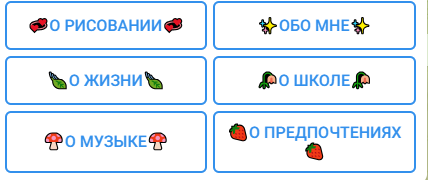 💞О РИСОВАНИИ💞
✨ОБО МНЕ✨
🍃О ЖИЗНИ🍃
🥀О ШКОЛЕ🥀
🍄О МУЗЫКЕ🍄
🍓О ПРЕДПОЧТЕНИЯХ
🍓